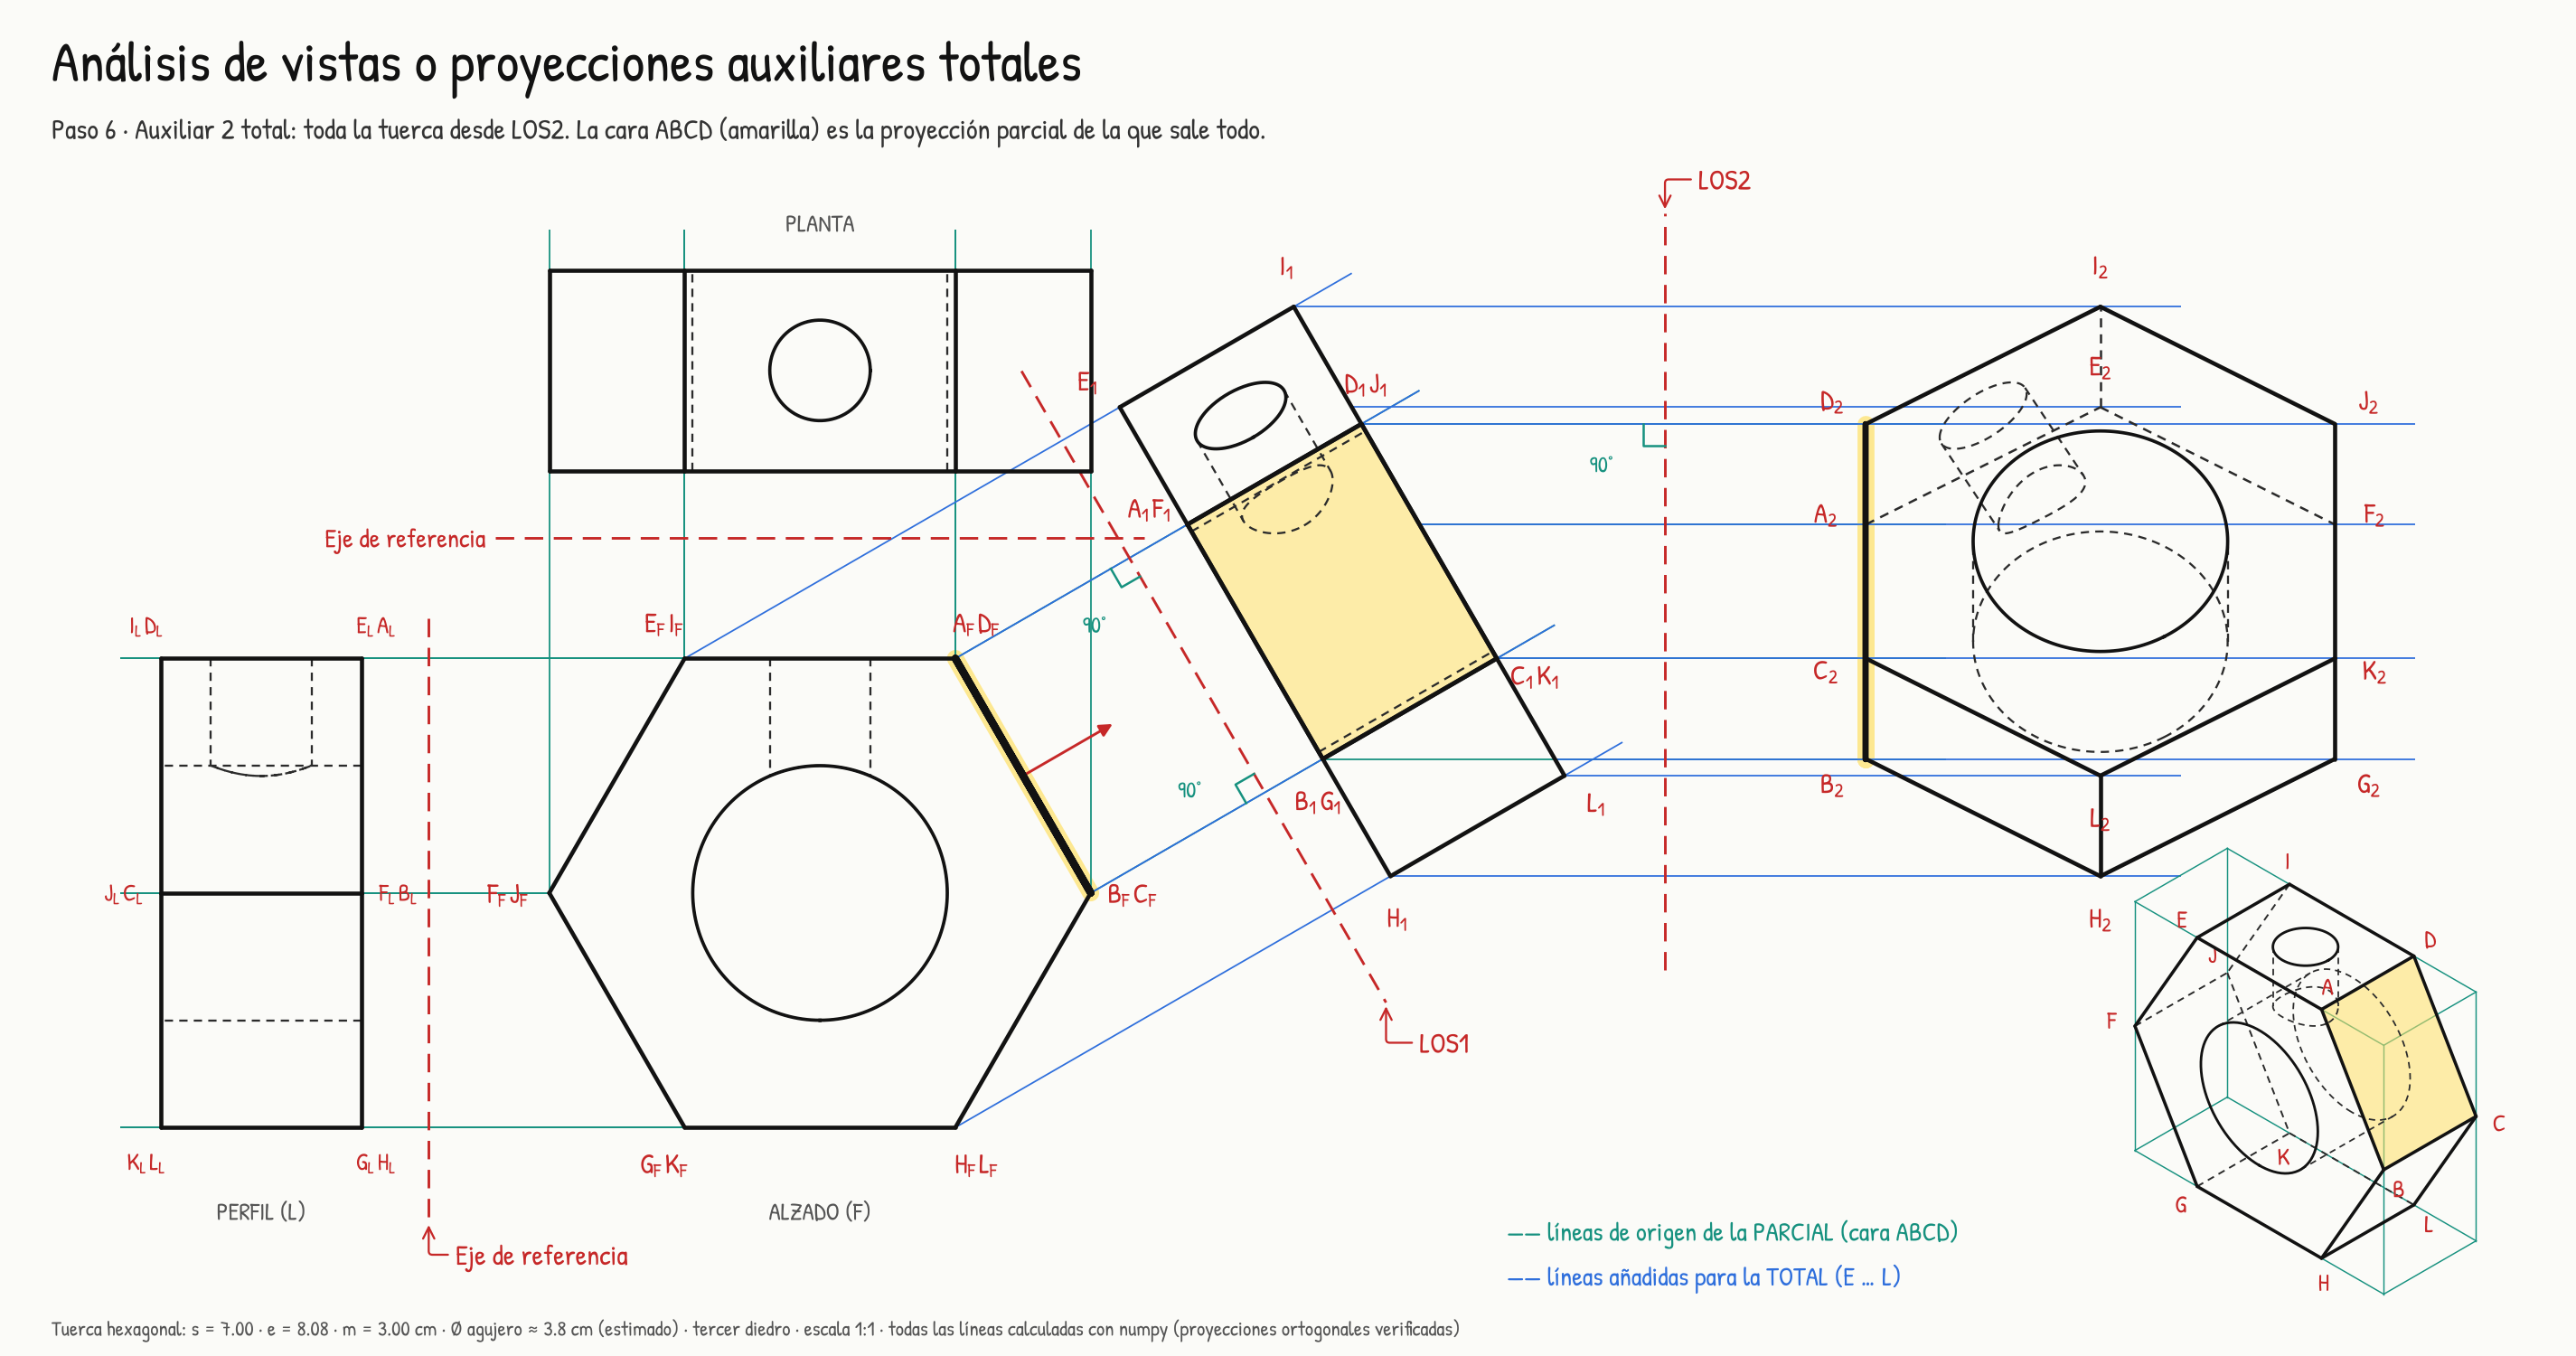 Análisis de vistas o proyecciones auxiliares totales
Paso 6 · Auxiliar 2 total: toda la tuerca desde LOS2. La cara ABCD (amarilla) es la proyección parcial de la que sale todo.
LOS2
PLANTA
I1
I2
E1
D1 J1
E2
D2
J2
90°
A1 F1
A2
F2
Eje de referencia
IL DL
EL AL
EF IF
AF DF
90°
C1 K1
C2
K2
90°
B1 G1
L1
B2
G2
L2
JL CL
FL BL
FF JF
BF CF
H1
H2
I
E
D
J
A
F
LOS1
C
KL LL
GL HL
GF KF
HF LF
K
B
G
L
PERFIL (L)
ALZADO (F)
Eje de referencia
—— líneas de origen de la PARCIAL (cara ABCD)
—— líneas añadidas para la TOTAL (E ... L)
H
Tuerca hexagonal: s = 7.00 · e = 8.08 · m = 3.00 cm · Ø agujero ≈ 3.8 cm (estimado) · tercer diedro · escala 1:1 · todas las líneas calculadas con numpy (proyecciones ortogonales verificadas)